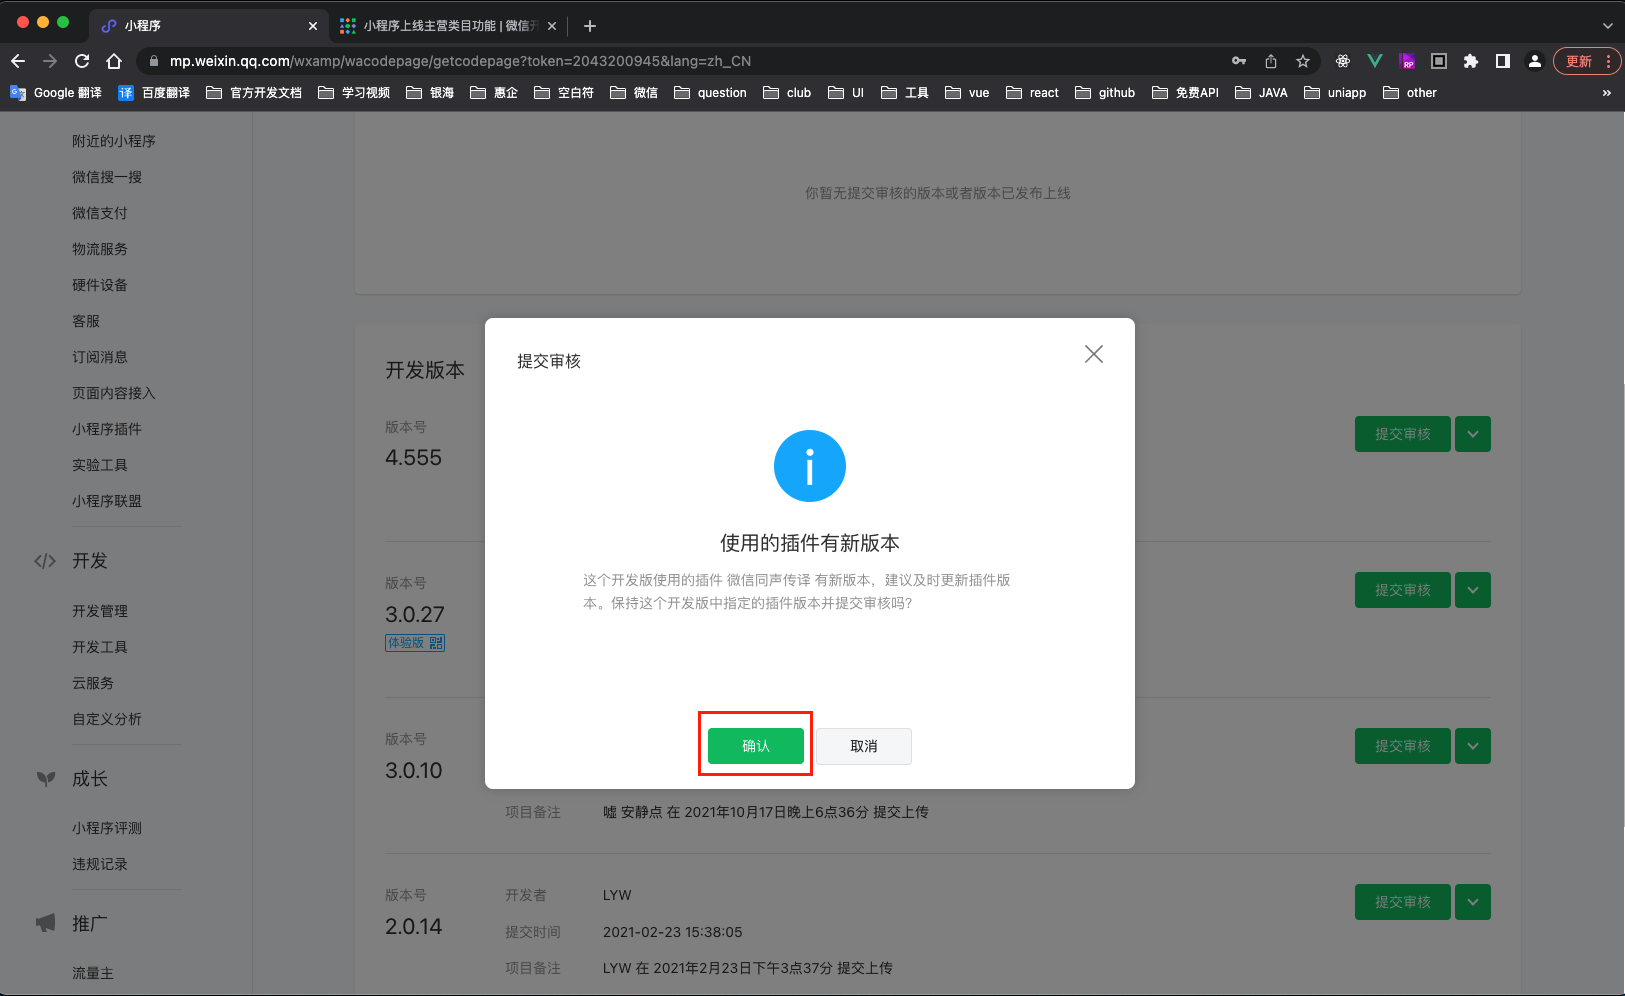 小程序
小程序上线主营类目功能 | 微信开
mp.weixin.qq.com/wxamp/wacodepage/getcodepage?token=2043200945&lang=zh_CN
更新
Google 翻译
译 百度翻译
官方开发文档
学习视频
银海
惠企
空白符
微信
question
club
UI
工具
vue
react
github
免费API
JAVA
uniapp
other
»
附近的小程序
微信搜一搜
微信支付
物流服务
硬件设备
客服
订阅消息
页面内容接入
小程序插件
实验工具
小程序联盟
开发
开发管理
开发工具
云服务
自定义分析
成长
小程序评测
违规记录
推广
流量主
你暂无提交审核的版本或者版本已发布上线
开发版本
版本号
4.555
提交审核
版本号
3.0.27
体验版
提交审核
版本号
3.0.10
提交审核
项目备注 嘘 安静点 在 2021年10月17日晚上6点36分 提交上传
版本号
2.0.14
开发者 LYW
提交时间 2021-02-23 15:38:05
项目备注 LYW 在 2021年2月23日下午3点37分 提交上传
提交审核
提交审核
使用的插件有新版本
这个开发版使用的插件 微信同声传译 有新版本，建议及时更新插件版
本。保持这个开发版中指定的插件版本并提交审核吗？
确认
取消